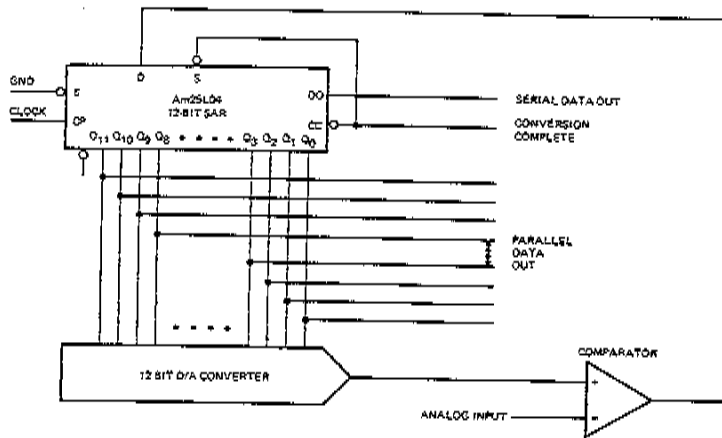 D
S
GND
E
Am25L04
12-BIT SAR
DO
SERIAL DATA OUT
CLOCK
CP
CC
CONVERSION
COMPLETE
Q11 Q10 Q9 Q8 Q3 Q2 Q1 Q0
PARALLEL
DATA
OUT
COMPARATOR
12 BIT D/A CONVERTER
+
ANALOG INPUT
−